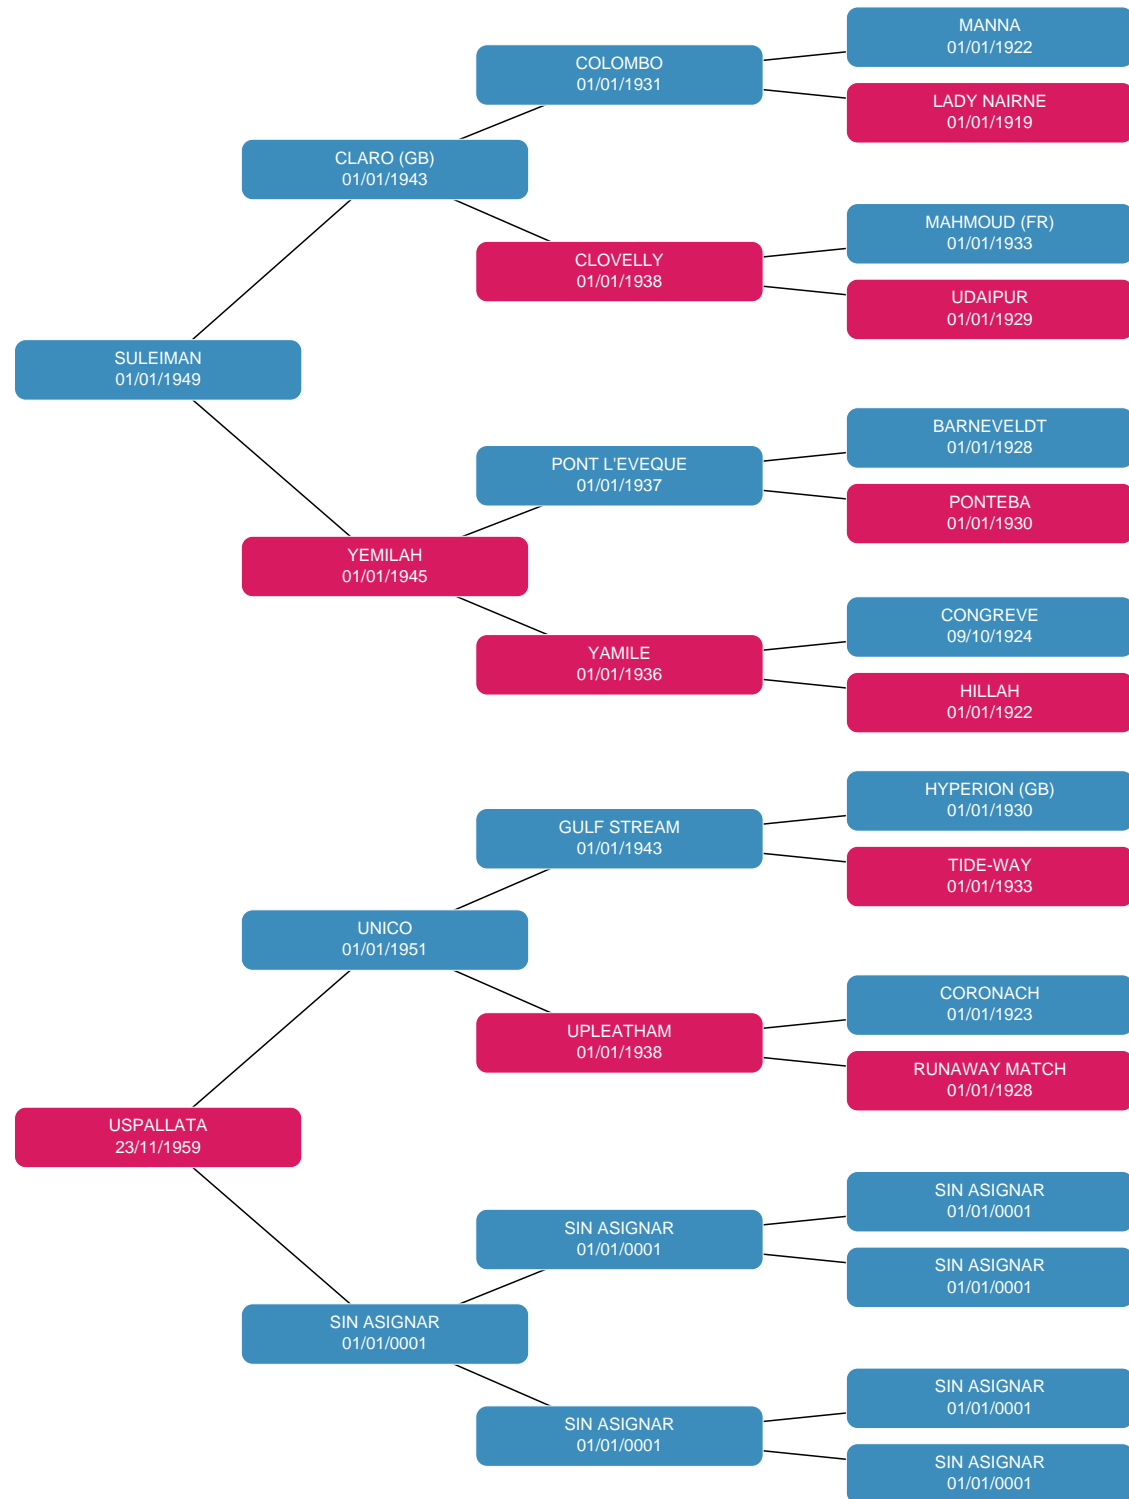 MANNA
01/01/1922
COLOMBO
01/01/1931
LADY NAIRNE
01/01/1919
CLARO (GB)
01/01/1943
MAHMOUD (FR)
01/01/1933
CLOVELLY
01/01/1938
UDAIPUR
01/01/1929
SULEIMAN
01/01/1949
BARNEVELDT
01/01/1928
PONT L'EVEQUE
01/01/1937
PONTEBA
01/01/1930
YEMILAH
01/01/1945
CONGREVE
09/10/1924
YAMILE
01/01/1936
HILLAH
01/01/1922
HYPERION (GB)
01/01/1930
GULF STREAM
01/01/1943
TIDE-WAY
01/01/1933
UNICO
01/01/1951
CORONACH
01/01/1923
UPLEATHAM
01/01/1938
RUNAWAY MATCH
01/01/1928
USPALLATA
23/11/1959
SIN ASIGNAR
01/01/0001
SIN ASIGNAR
01/01/0001
SIN ASIGNAR
01/01/0001
SIN ASIGNAR
01/01/0001
SIN ASIGNAR
01/01/0001
SIN ASIGNAR
01/01/0001
SIN ASIGNAR
01/01/0001